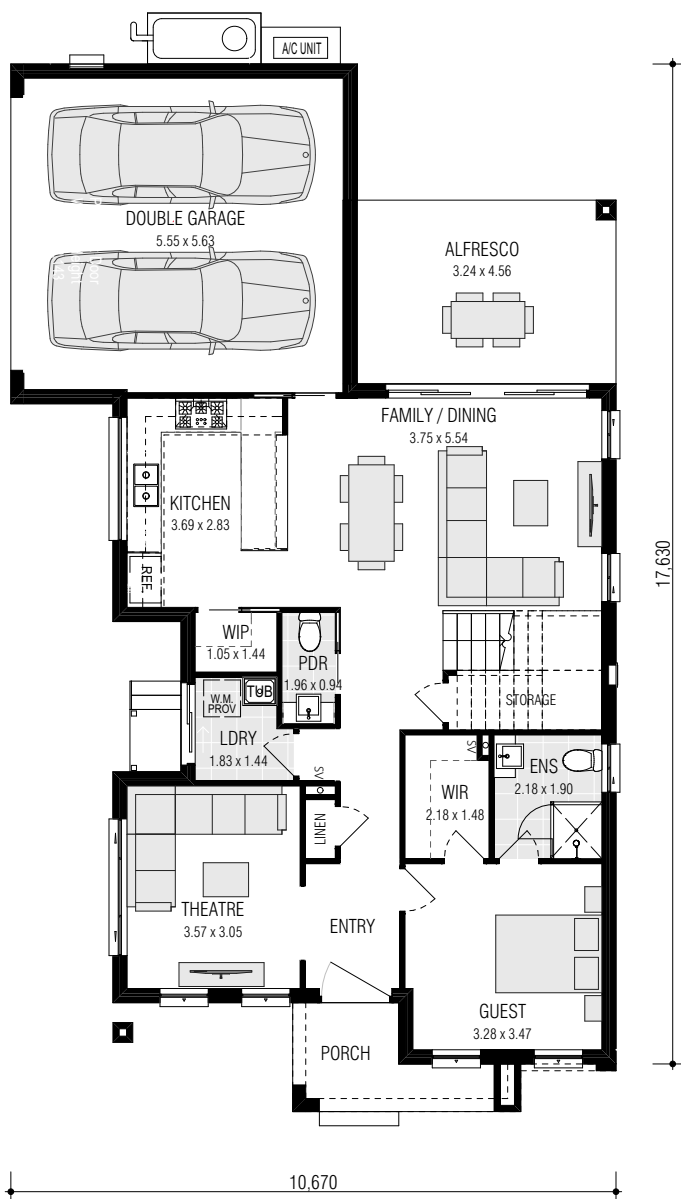 A/C UNIT
DOUBLE GARAGE
5.55 x 5.63
ALFRESCO
3.24 x 4.56
FAMILY / DINING
3.75 x 5.54
KITCHEN
3.69 x 2.83
REF.
17,630
WIP
1.05 x 1.44
PDR
1.96 x 0.94
W.M.
PROV
TUB
LDRY
1.83 x 1.44
STORAGE
SV
SV
ENS
2.18 x 1.90
WIR
2.18 x 1.48
LINEN
THEATRE
3.57 x 3.05
ENTRY
GUEST
3.28 x 3.47
PORCH
10,670